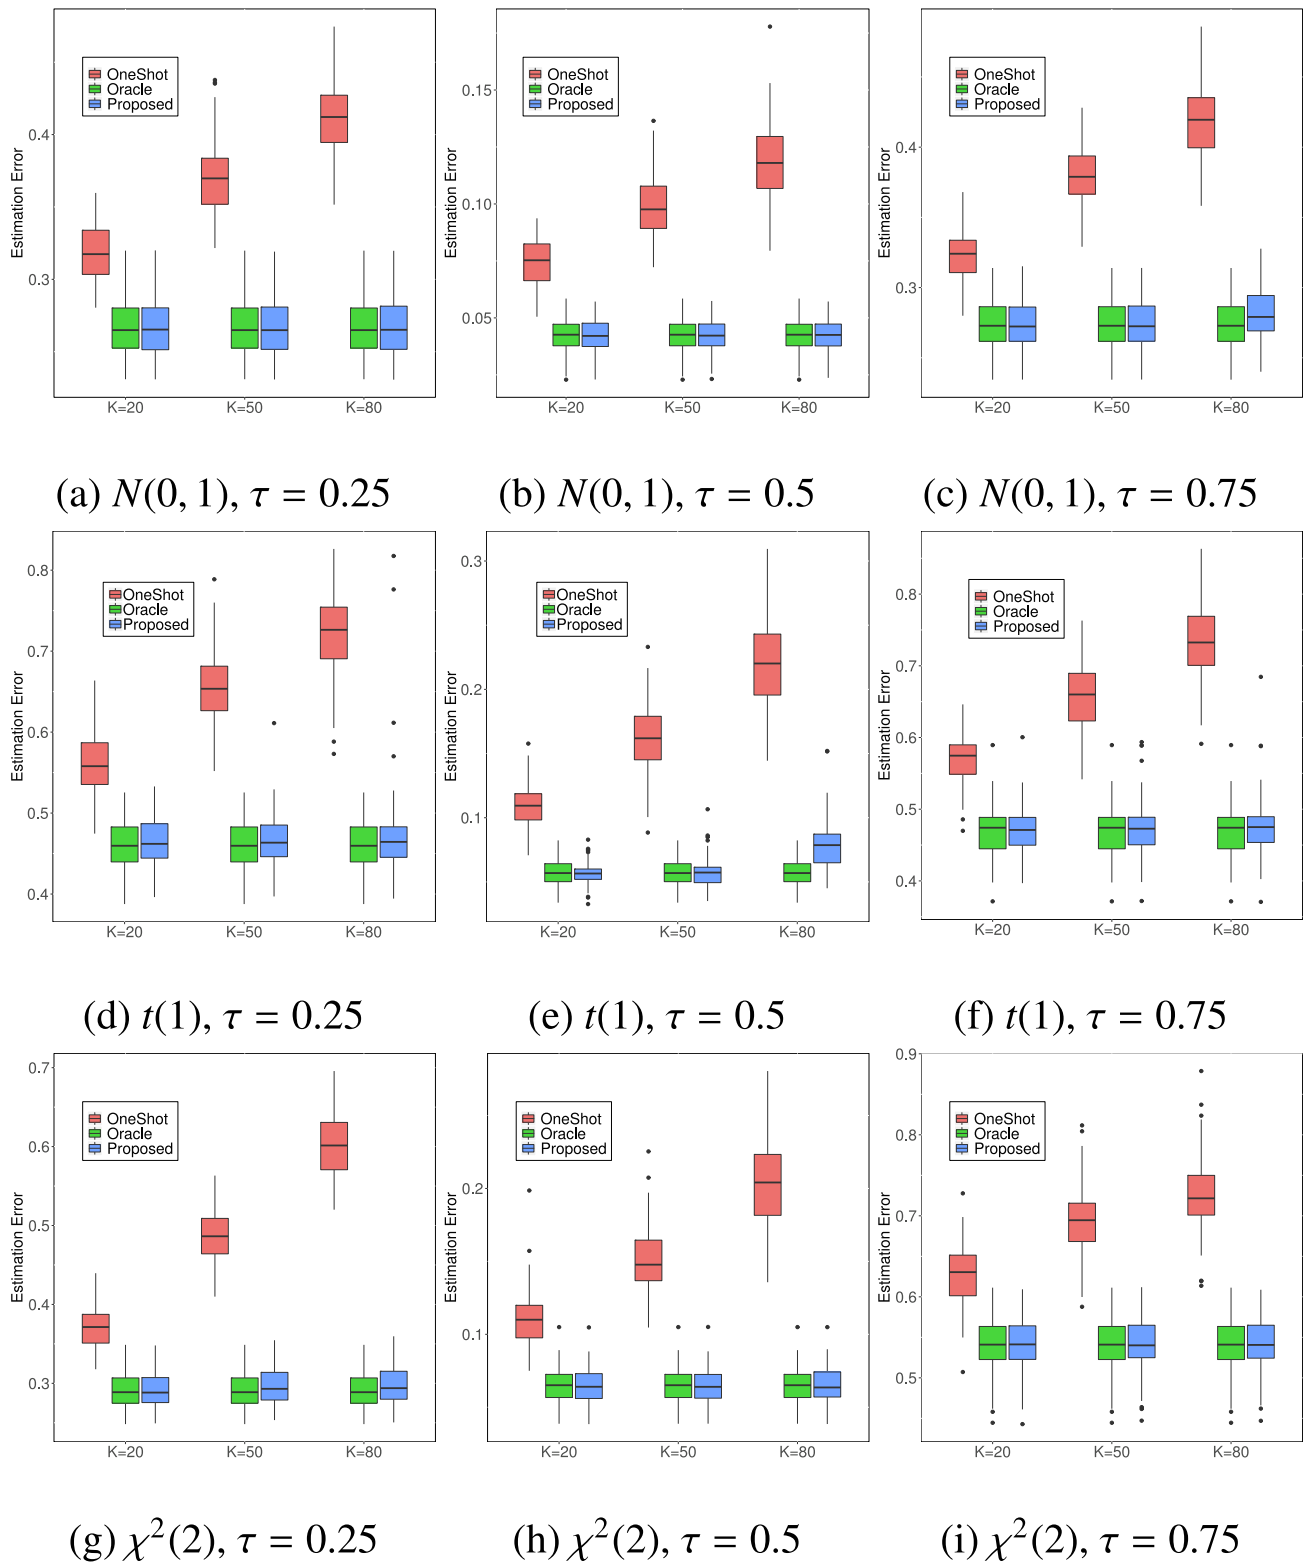 Estimation Error
0.4
0.3
OneShot
Oracle
Proposed
K=20 K=50 K=80
(a) N(0, 1), τ = 0.25
Estimation Error
0.15
0.10
0.05
OneShot
Oracle
Proposed
K=20 K=50 K=80
(b) N(0, 1), τ = 0.5
Estimation Error
0.4
0.3
OneShot
Oracle
Proposed
K=20 K=50 K=80
(c) N(0, 1), τ = 0.75
Estimation Error
0.8
0.7
0.6
0.5
0.4
OneShot
Oracle
Proposed
K=20 K=50 K=80
(d) t(1), τ = 0.25
Estimation Error
0.3
0.2
0.1
OneShot
Oracle
Proposed
K=20 K=50 K=80
(e) t(1), τ = 0.5
Estimation Error
0.8
0.7
0.6
0.5
0.4
OneShot
Oracle
Proposed
K=20 K=50 K=80
(f) t(1), τ = 0.75
Estimation Error
0.7
0.6
0.5
0.4
0.3
OneShot
Oracle
Proposed
K=20 K=50 K=80
(g) χ²(2), τ = 0.25
Estimation Error
0.2
0.1
OneShot
Oracle
Proposed
K=20 K=50 K=80
(h) χ²(2), τ = 0.5
Estimation Error
0.9
0.8
0.7
0.6
0.5
OneShot
Oracle
Proposed
K=20 K=50 K=80
(i) χ²(2), τ = 0.75